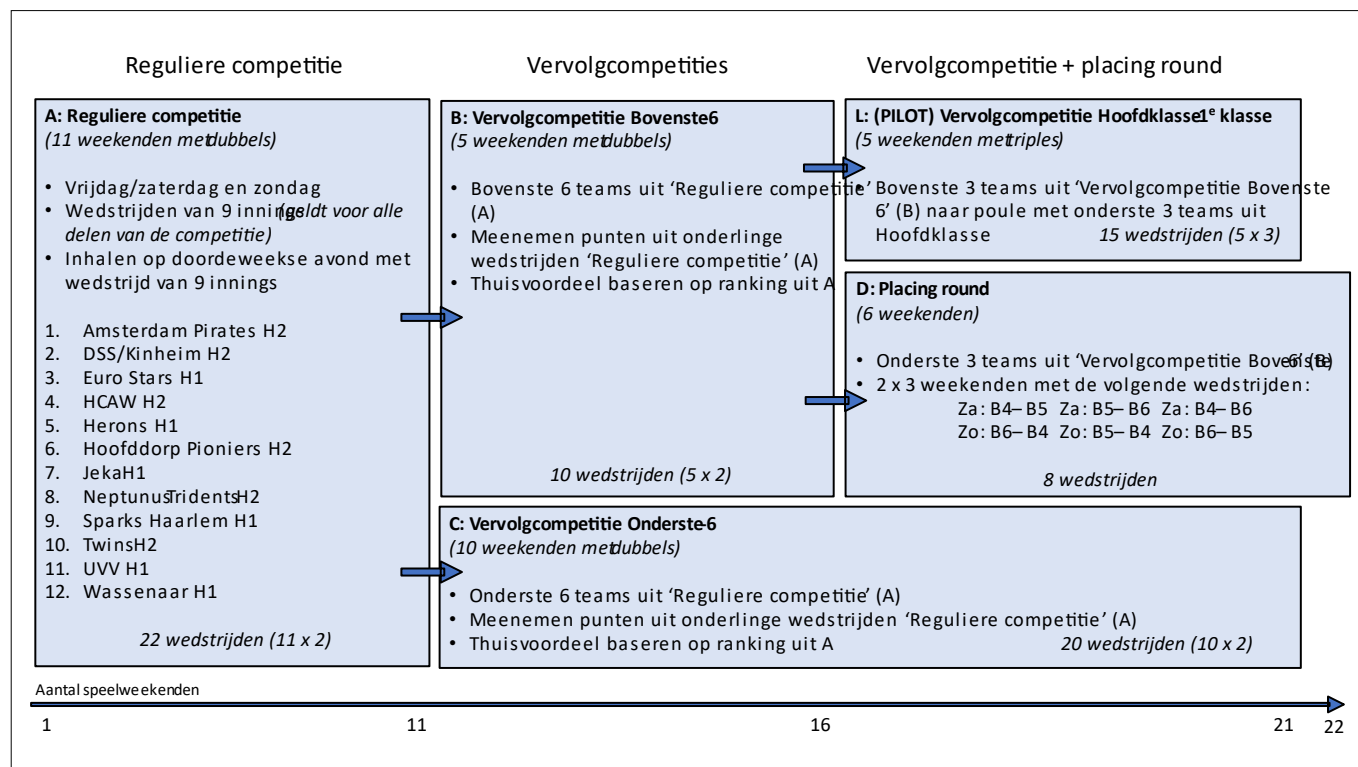 Reguliere competitie
Vervolgcompetities
Vervolgcompetitie + placing round
A: Reguliere competitie
(11 weekenden met dubbels)
• Vrijdag/zaterdag en zondag
• Wedstrijden van 9 innings (geldt voor alle
delen van de competitie)
• Inhalen op doordeweekse avond met
wedstrijd van 9 innings
1. Amsterdam Pirates H2
2. DSS/Kinheim H2
3. Euro Stars H1
4. HCAW H2
5. Herons H1
6. Hoofddorp Pioniers H2
7. Jeka H1
8. Neptunus Tridents H2
9. Sparks Haarlem H1
10. Twins H2
11. UVV H1
12. Wassenaar H1
22 wedstrijden (11 x 2)
B: Vervolgcompetitie Bovenste 6
(5 weekenden met dubbels)
• Bovenste 6 teams uit ‘Reguliere competitie’
(A)
• Meenemen punten uit onderlinge
wedstrijden ‘Reguliere competitie’ (A)
• Thuisvoordeel baseren op ranking uit A
10 wedstrijden (5 x 2)
L: (PILOT) Vervolgcompetitie Hoofdklasse 1e klasse
(5 weekenden met triples)
• Bovenste 3 teams uit ‘Vervolgcompetitie Bovenste
6’ (B) naar poule met onderste 3 teams uit
Hoofdklasse 15 wedstrijden (5 x 3)
D: Placing round
(6 weekenden)
• Onderste 3 teams uit ‘Vervolgcompetitie Bovenste 6’ (B)
• 2 x 3 weekenden met de volgende wedstrijden:
Za: B4– B5 Za: B5– B6 Za: B4– B6
Zo: B6– B4 Zo: B5– B4 Zo: B6– B5
8 wedstrijden
C: Vervolgcompetitie Onderste-6
(10 weekenden met dubbels)
• Onderste 6 teams uit ‘Reguliere competitie’ (A)
• Meenemen punten uit onderlinge wedstrijden ‘Reguliere competitie’ (A)
• Thuisvoordeel baseren op ranking uit A 20 wedstrijden (10 x 2)
Aantal speelweekenden
1 11 16 21 22